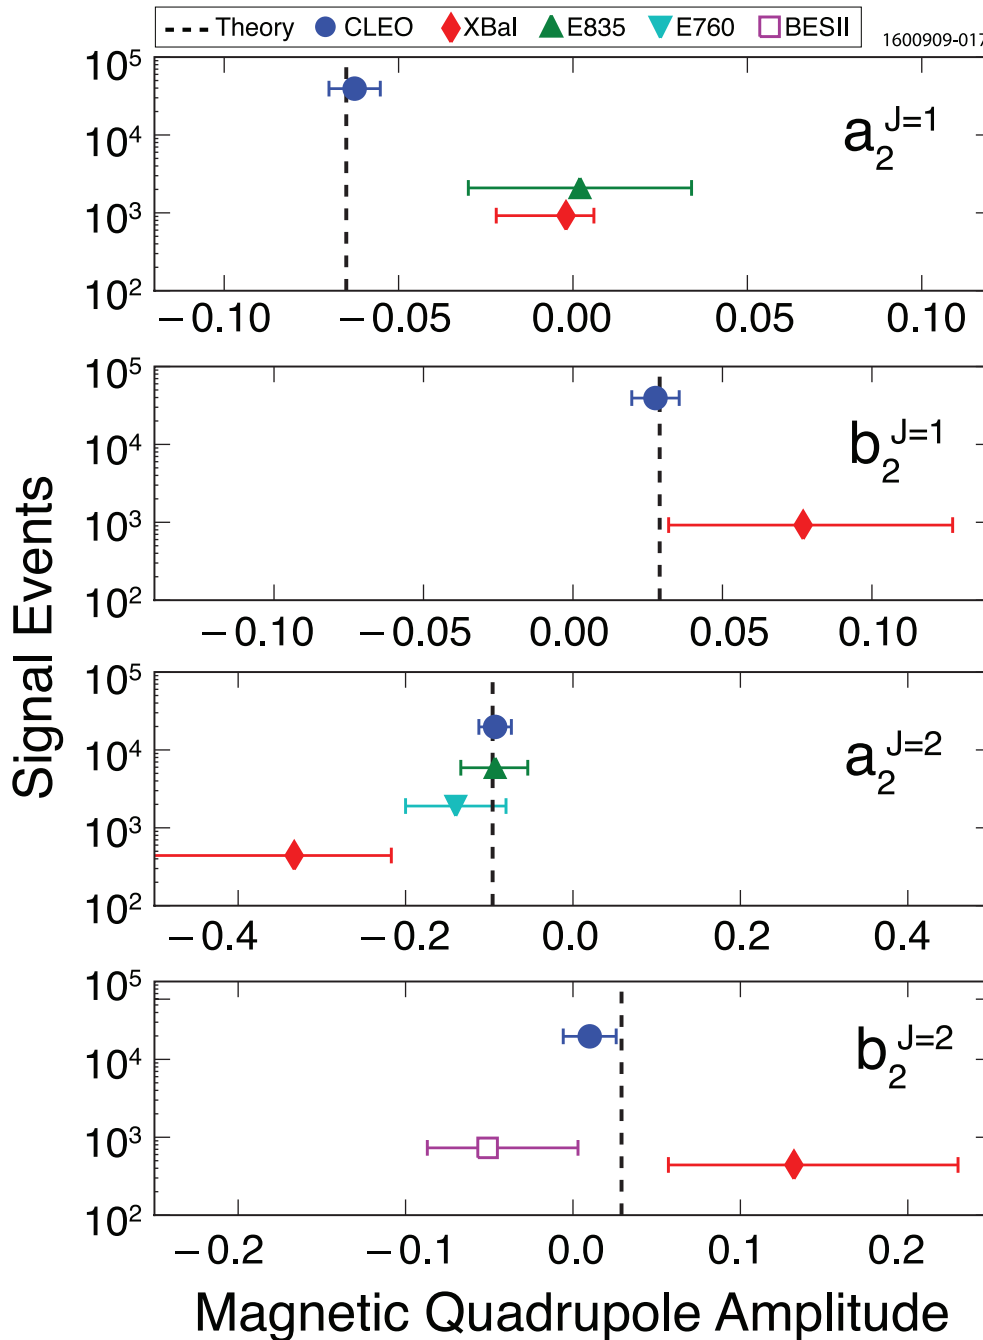 Theory CLEO XBal E835 E760 BESII
1600909-017
10^5
10^4
10^3
10^2
a_2^J=1
−0.10 −0.05 0.00 0.05 0.10
10^5
10^4
10^3
10^2
b_2^J=1
−0.10 −0.05 0.00 0.05 0.10
Signal Events
10^5
10^4
10^3
10^2
a_2^J=2
−0.4 −0.2 0.0 0.2 0.4
10^5
10^4
10^3
10^2
b_2^J=2
−0.2 −0.1 0.0 0.1 0.2
Magnetic Quadrupole Amplitude